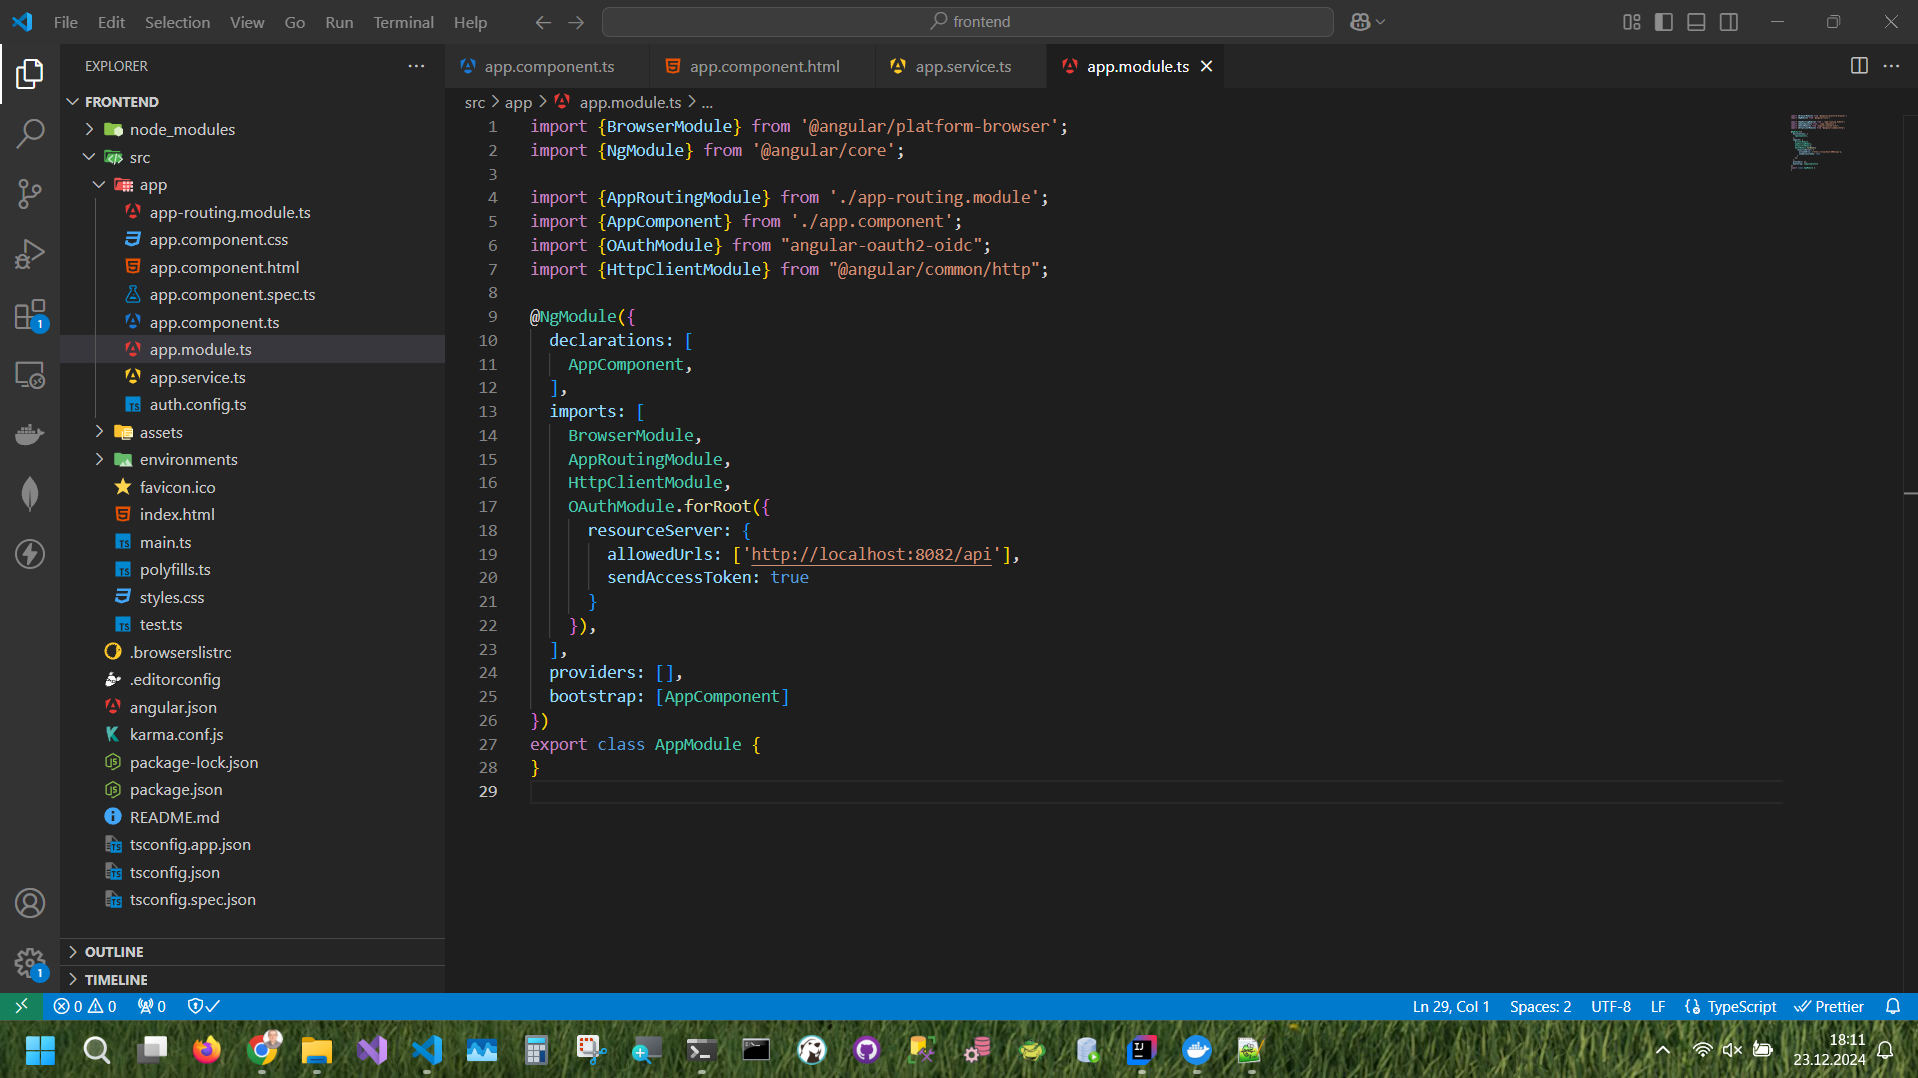 File Edit Selection View Go Run Terminal Help
frontend
EXPLORER
FRONTEND
node_modules
src
app
app-routing.module.ts
app.component.css
app.component.html
app.component.spec.ts
app.component.ts
app.module.ts
app.service.ts
auth.config.ts
assets
environments
favicon.ico
index.html
main.ts
polyfills.ts
styles.css
test.ts
.browserslistrc
.editorconfig
angular.json
karma.conf.js
package-lock.json
package.json
README.md
tsconfig.app.json
tsconfig.json
tsconfig.spec.json
OUTLINE
TIMELINE
1
1
app.component.ts app.component.html app.service.ts app.module.ts
src > app > app.module.ts > ...
1 import {BrowserModule} from '@angular/platform-browser';
2 import {NgModule} from '@angular/core';
3
4 import {AppRoutingModule} from './app-routing.module';
5 import {AppComponent} from './app.component';
6 import {OAuthModule} from "angular-oauth2-oidc";
7 import {HttpClientModule} from "@angular/common/http";
8
9 @NgModule({
10 declarations: [
11 AppComponent,
12 ],
13 imports: [
14 BrowserModule,
15 AppRoutingModule,
16 HttpClientModule,
17 OAuthModule.forRoot({
18 resourceServer: {
19 allowedUrls: ['http://localhost:8082/api'],
20 sendAccessToken: true
21 }
22 }),
23 ],
24 providers: [],
25 bootstrap: [AppComponent]
26 })
27 export class AppModule {
28 }
29
0 0 0 Ln 29, Col 1 Spaces: 2 UTF-8 LF TypeScript Prettier
18:11
23.12.2024